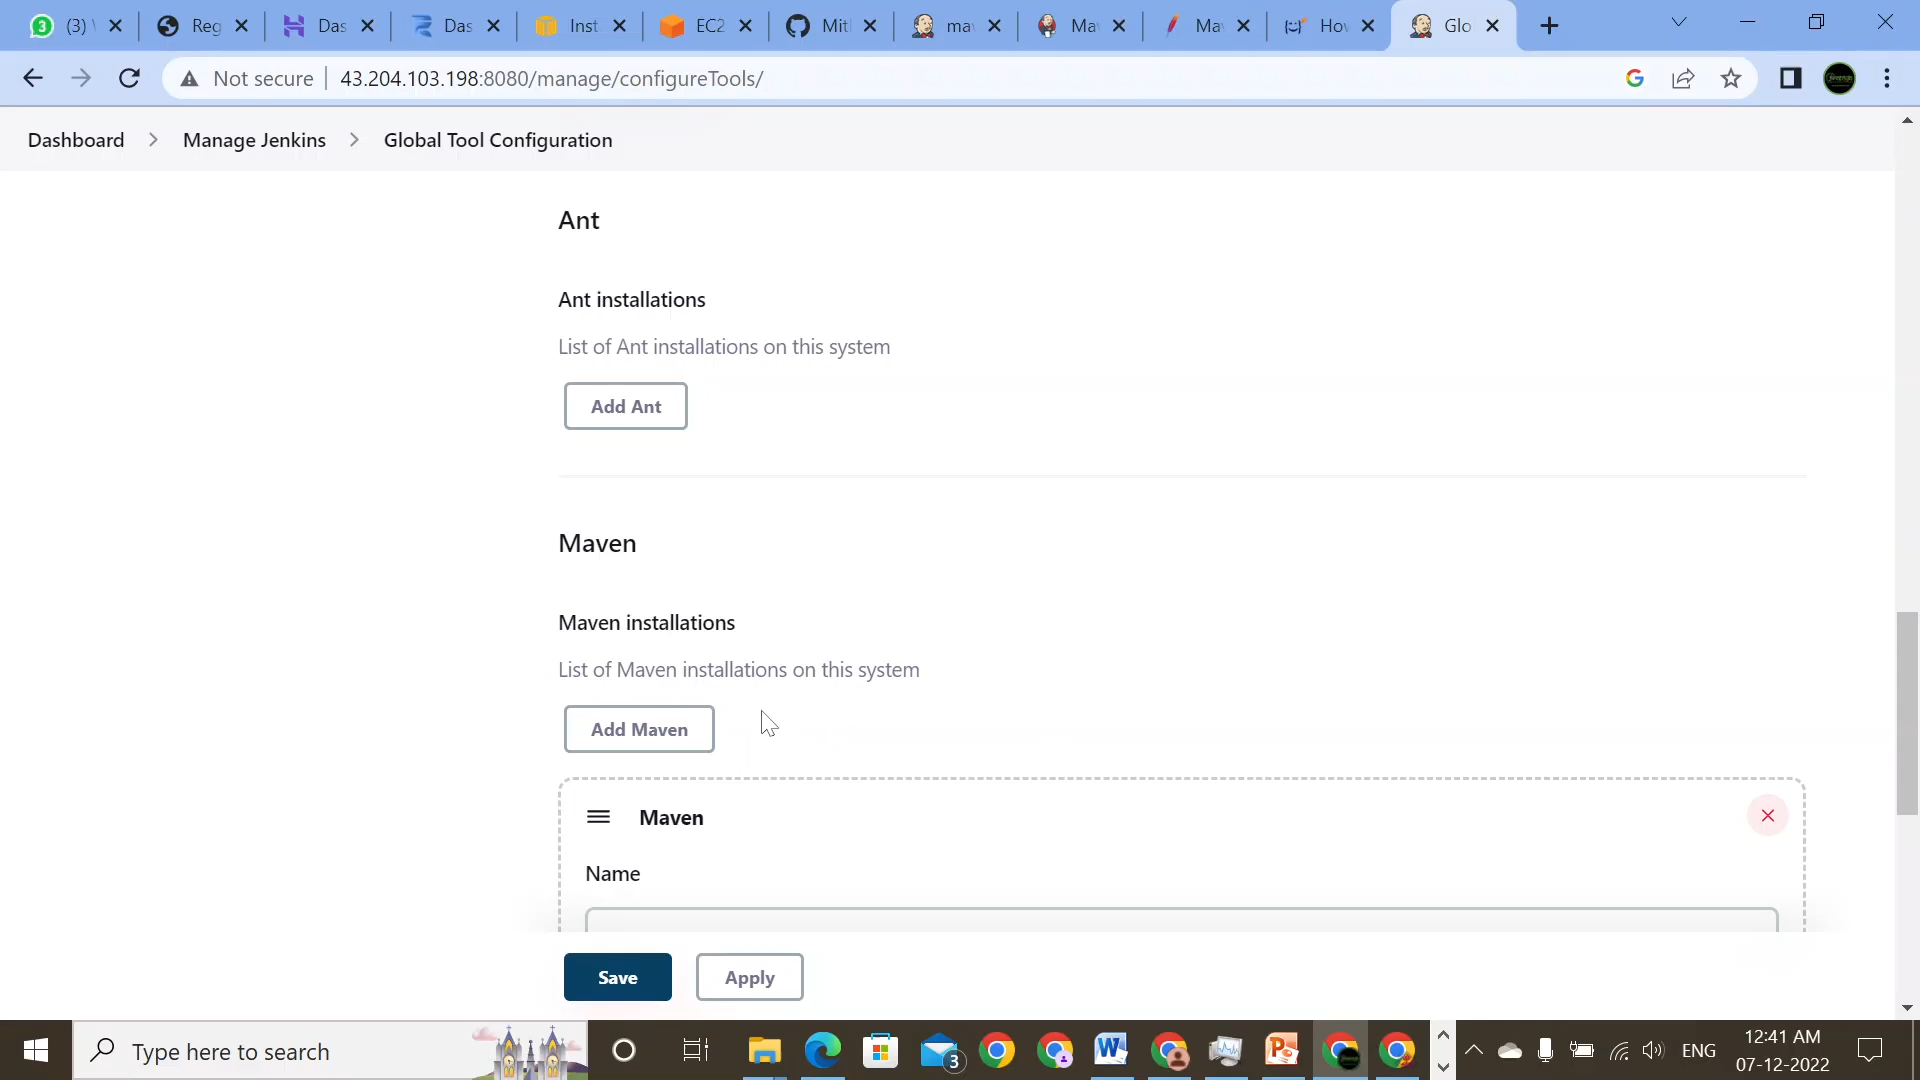 (3)
Reg
Das
Das
Inst
EC2
Mit
ma
Ma
Ma
Ho
Glo
Not secure
43.204.103.198:8080/manage/configureTools/
Dashboard
Manage Jenkins
Global Tool Configuration
Ant
Ant installations
List of Ant installations on this system
Add Ant
Maven
Maven installations
List of Maven installations on this system
Add Maven
Maven
Name
Save
Apply
Type here to search
3
ENG
12:41 AM
07-12-2022